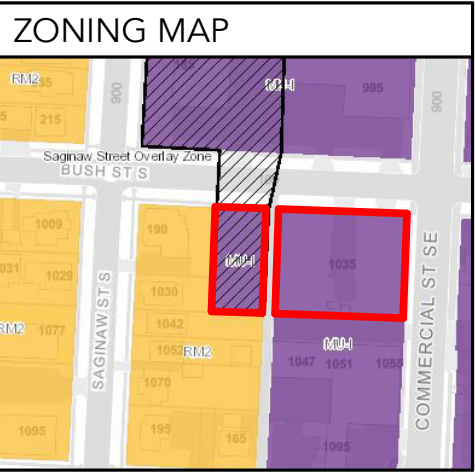 ZONING MAP
RM2
MU-I
995
900
900
215
Saginaw Street Overlay Zone
BUSH ST S
1009
190
MU-I
1035
1029
1030
SAGINAW ST S
COMMERCIAL ST SE
RM2
1077
1042
1052
RM2
MU-I
1047
1051
1055
1070
1095
195
165
1095